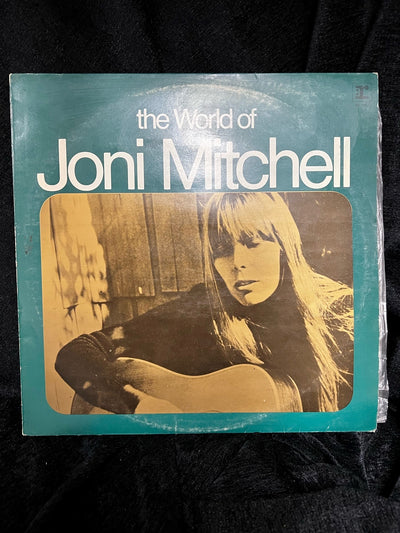 the World of
Joni Mitchell